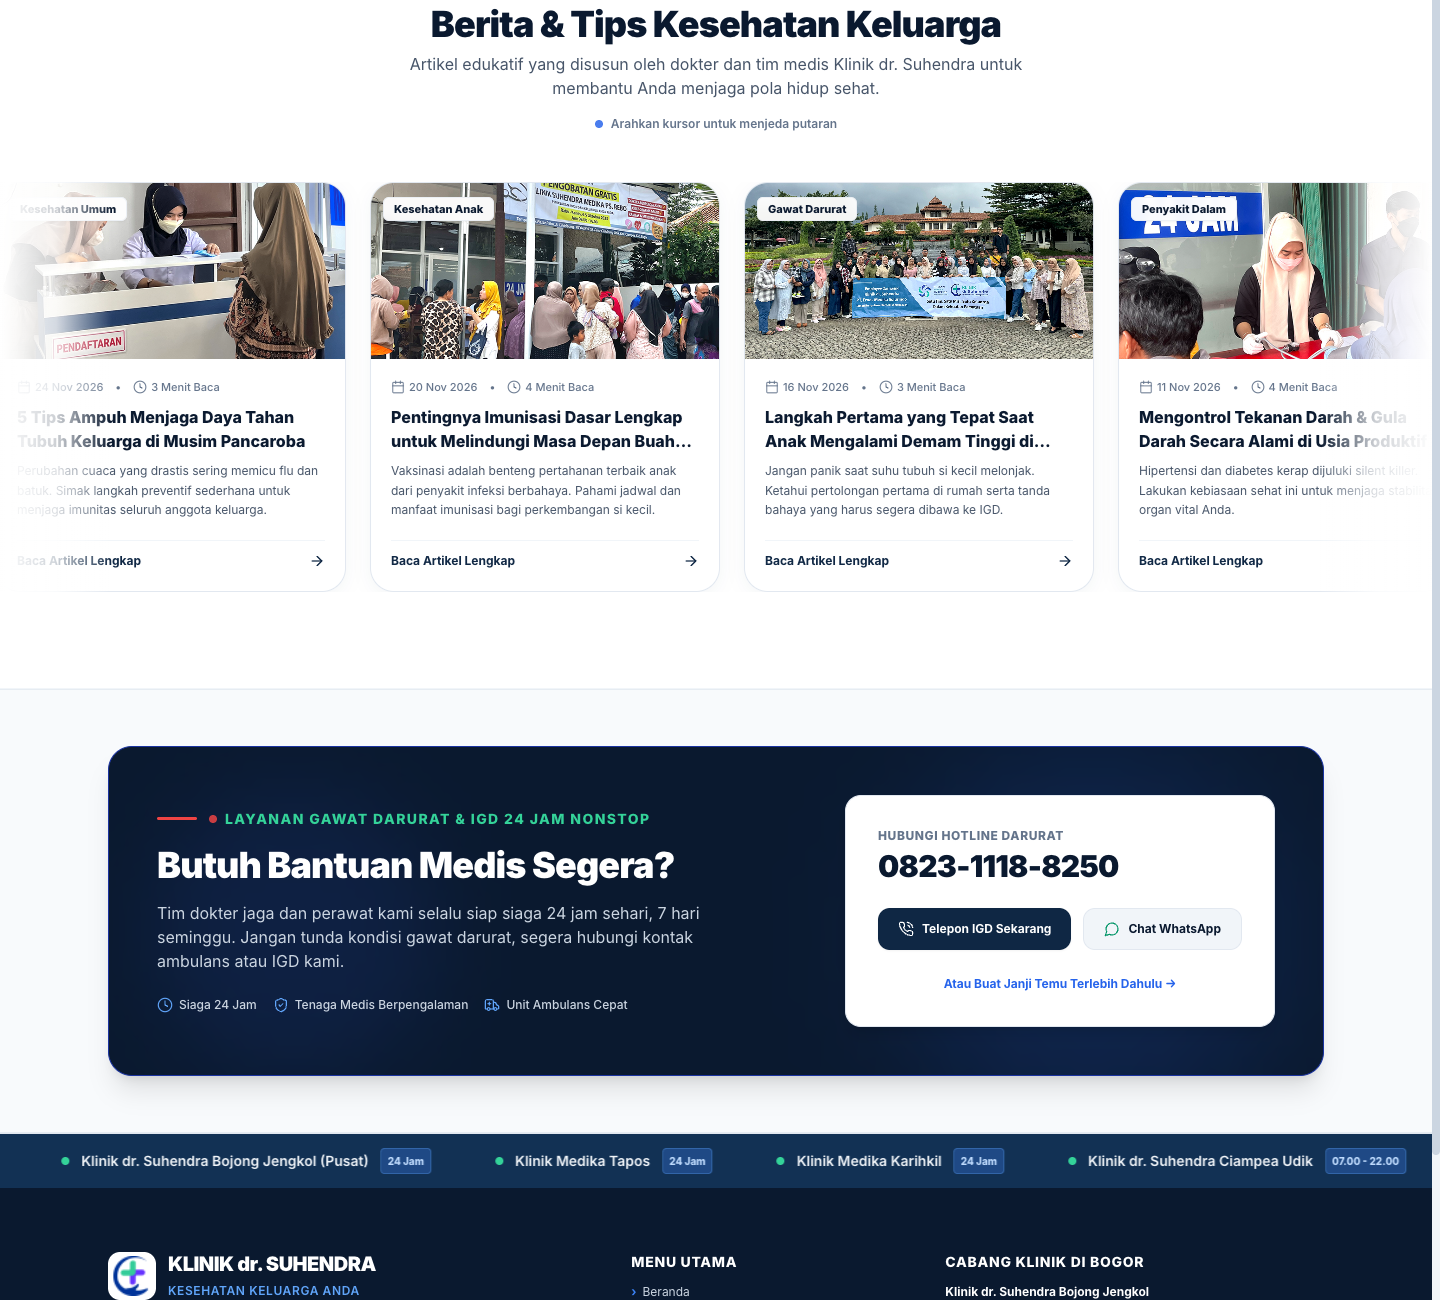 Berita & Tips Kesehatan Keluarga
Artikel edukatif yang disusun oleh dokter dan tim medis Klinik dr. Suhendra untuk
membantu Anda menjaga pola hidup sehat.
Arahkan kursor untuk menjeda putaran
Kesehatan Umum
PENDAFTARAN
24 Nov 2026 • 3 Menit Baca
5 Tips Ampuh Menjaga Daya Tahan
Tubuh Keluarga di Musim Pancaroba
Perubahan cuaca yang drastis sering memicu flu dan
batuk. Simak langkah preventif sederhana untuk
menjaga imunitas seluruh anggota keluarga.
Baca Artikel Lengkap
Kesehatan Anak
PENGOBATAN GRATIS
24 JA
20 Nov 2026 • 4 Menit Baca
Pentingnya Imunisasi Dasar Lengkap
untuk Melindungi Masa Depan Buah...
Vaksinasi adalah benteng pertahanan terbaik anak
dari penyakit infeksi berbahaya. Pahami jadwal dan
manfaat imunisasi bagi perkembangan si kecil.
Baca Artikel Lengkap
Gawat Darurat
16 Nov 2026 • 3 Menit Baca
Langkah Pertama yang Tepat Saat
Anak Mengalami Demam Tinggi di...
Jangan panik saat suhu tubuh si kecil melonjak.
Ketahui pertolongan pertama di rumah serta tanda
bahaya yang harus segera dibawa ke IGD.
Baca Artikel Lengkap
Penyakit Dalam
24 JAM
11 Nov 2026 • 4 Menit Baca
Mengontrol Tekanan Darah & Gula
Darah Secara Alami di Usia Produktif
Hipertensi dan diabetes kerap dijuluki silent killer.
Lakukan kebiasaan sehat ini untuk menjaga
organ vital Anda.
Baca Artikel Lengkap
LAYANAN GAWAT DARURAT & IGD 24 JAM NONSTOP
Butuh Bantuan Medis Segera?
Tim dokter jaga dan perawat kami selalu siap siaga 24 jam sehari, 7 hari
seminggu. Jangan tunda kondisi gawat darurat, segera hubungi kontak
ambulans atau IGD kami.
Siaga 24 Jam
Tenaga Medis Berpengalaman
Unit Ambulans Cepat
HUBUNGI HOTLINE DARURAT
0823-1118-8250
Telepon IGD Sekarang
Chat WhatsApp
Atau Buat Janji Temu Terlebih Dahulu →
Klinik dr. Suhendra Bojong Jengkol (Pusat) 24 Jam
Klinik Medika Tapos 24 Jam
Klinik Medika Karihkil 24 Jam
Klinik dr. Suhendra Ciampea Udik 07.00 - 22.00
KLINIK dr. SUHENDRA
KESEHATAN KELUARGA ANDA
MENU UTAMA
› Beranda
CABANG KLINIK DI BOGOR
Klinik dr. Suhendra Bojong Jengkol